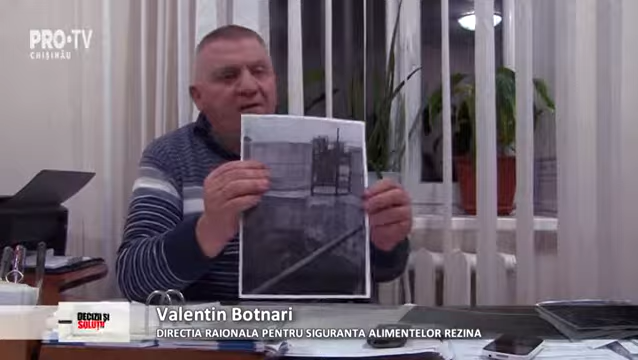 PRO•TV
CHIȘINĂU
DECIZII ȘI
SOLUȚII
Valentin Botnari
DIRECTIA RAIONALA PENTRU SIGURANTA ALIMENTELOR REZINA